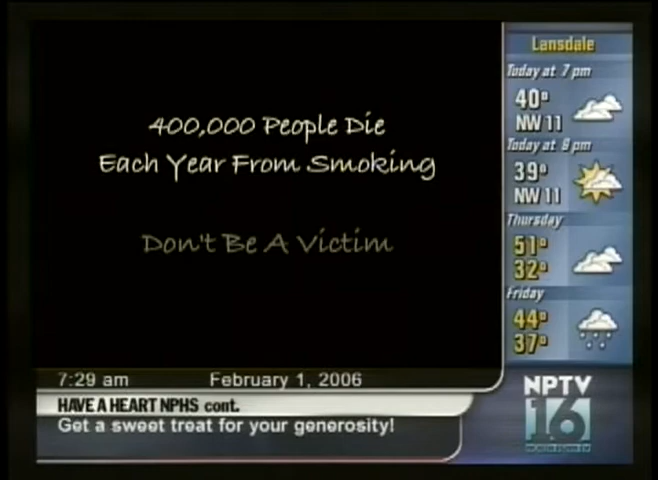 400,000 People Die
Each Year From Smoking
Don't Be A Victim
Lansdale
Today at 7 pm
40°
NW 11
Today at 8 pm
39°
NW 11
Thursday
51°
32°
Friday
44°
37°
7:29 am February 1, 2006
HAVE A HEART NPHS cont.
Get a sweet treat for your generosity!
NPTV
16